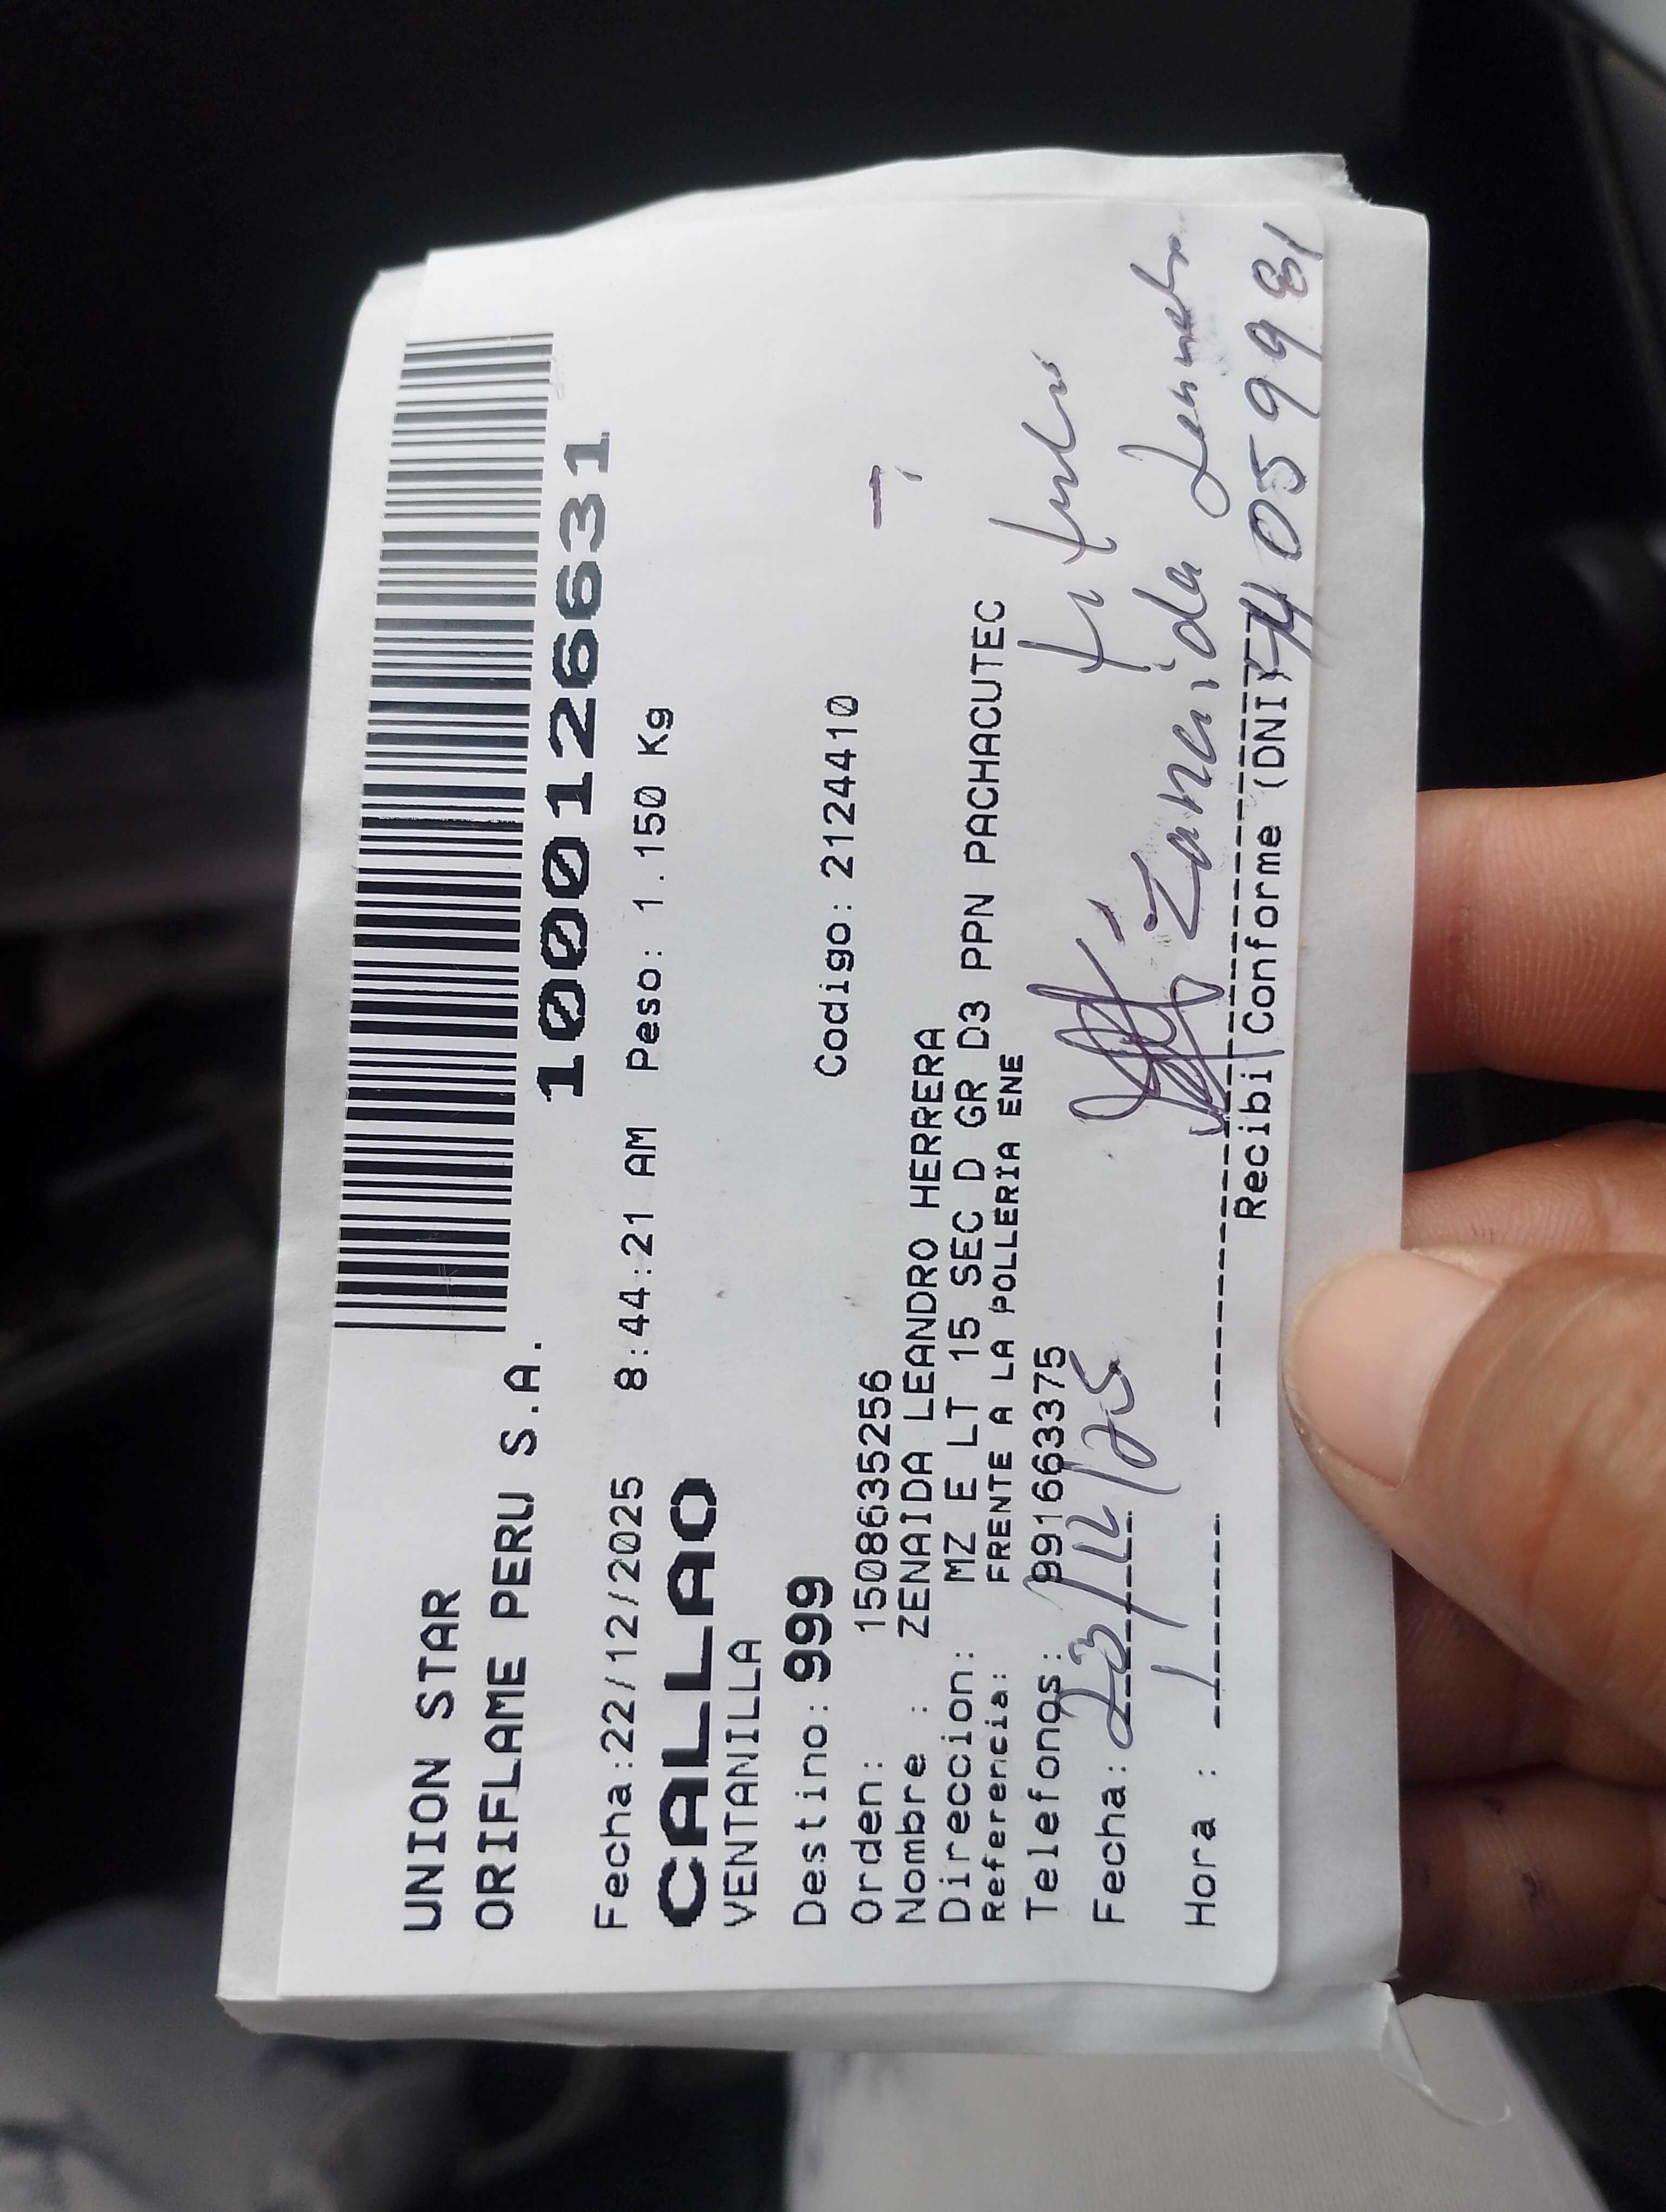 UNION STAR
ORIFLAME PERU S.A.
1000126631
Fecha:22/12/2025 8:44:21 AM Peso: 1.150 Kg
CALLAO
VENTANILLA
Destino: 999
Codigo: 2124410
Orden: 1508635256
Nombre : ZENAIDA LEANDRO HERRERA
Direccion: MZ E LT 15 SEC D GR D3 PPN PACHACUTEC
Referencia: FRENTE A LA POLLERIA ENE
Telefonos: 991663375
titular
Fecha: 23/12/25
Zanaida Leandro
Hora :
Recibi Conforme (DNI) 74059981